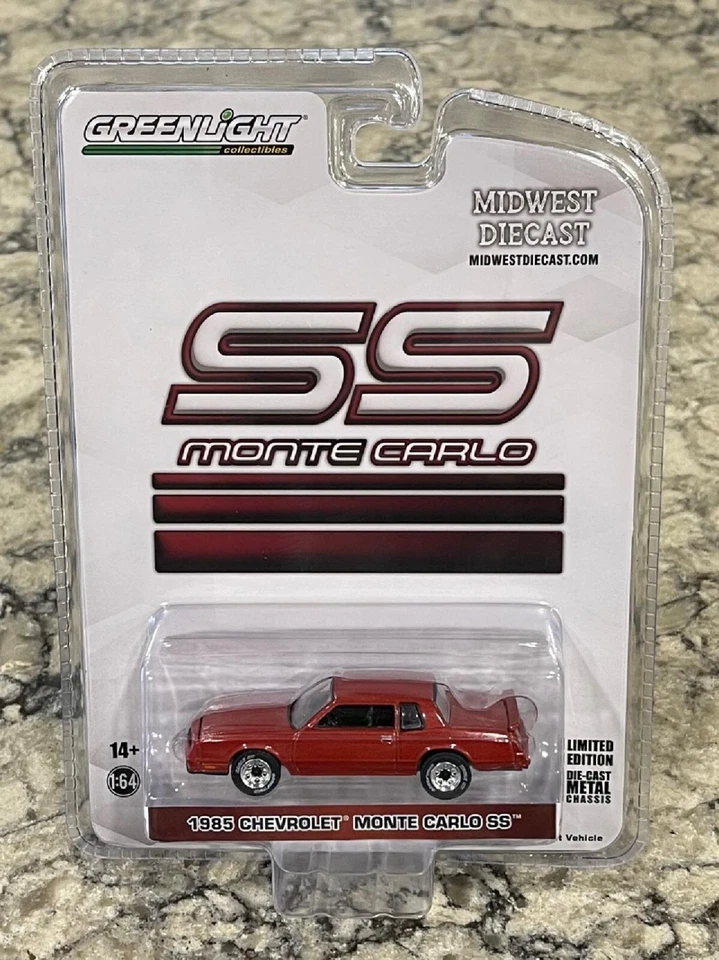 GREENLIGHT®
collectibles
MIDWEST
DIECAST
MIDWESTDIECAST.COM
SS
MONTE CARLO
14+
1:64
LIMITED
EDITION
DIE-CAST
METAL
CHASSIS
1985 CHEVROLET® MONTE CARLO SS™
t Vehicle